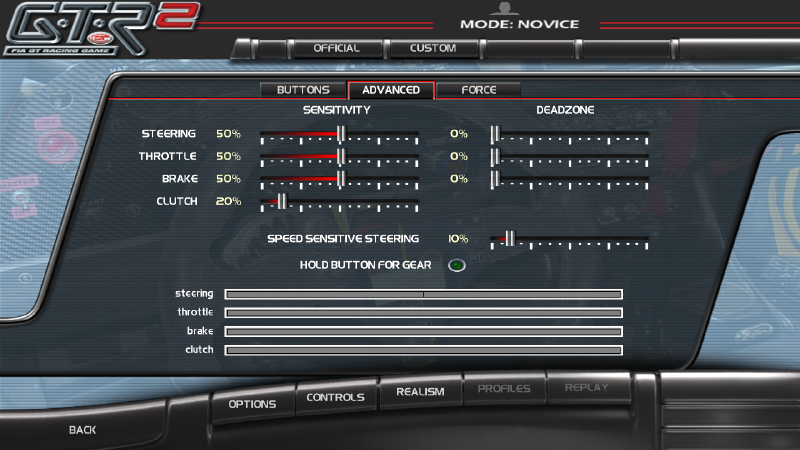 GTR2
FIA GT RACING GAME
MODE: NOVICE
OFFICIAL CUSTOM
BUTTONS ADVANCED FORCE
SENSITIVITY DEADZONE
STEERING 50% 0%
THROTTLE 50% 0%
BRAKE 50% 0%
CLUTCH 20%
SPEED SENSITIVE STEERING 10%
HOLD BUTTON FOR GEAR
steering
throttle
brake
clutch
OPTIONS CONTROLS REALISM PROFILES REPLAY
BACK